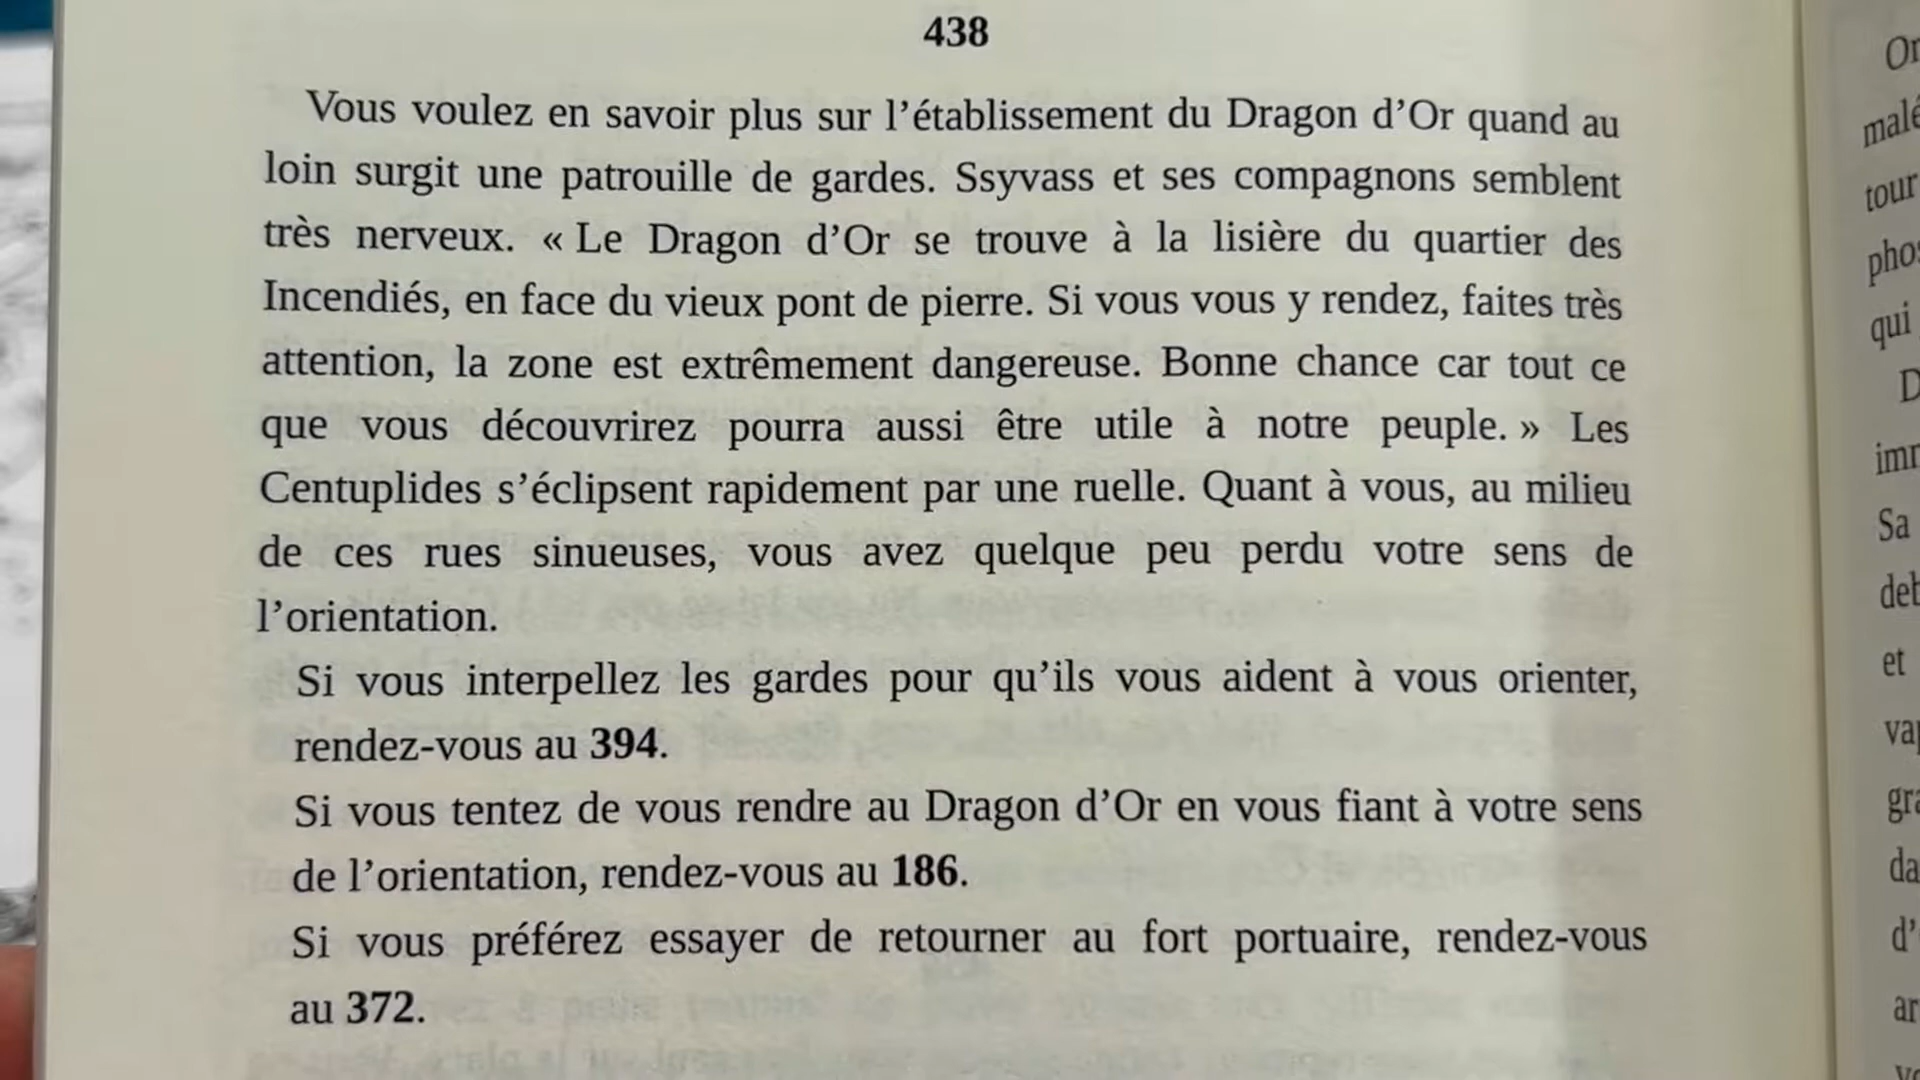 438
Vous voulez en savoir plus sur l’établissement du Dragon d’Or quand au
loin surgit une patrouille de gardes. Ssyvass et ses compagnons semblent
très nerveux. « Le Dragon d’Or se trouve à la lisière du quartier des
Incendiés, en face du vieux pont de pierre. Si vous vous y rendez, faites très
attention, la zone est extrêmement dangereuse. Bonne chance car tout ce
que vous découvrirez pourra aussi être utile à notre peuple. » Les
Centuplides s’éclipsent rapidement par une ruelle. Quant à vous, au milieu
de ces rues sinueuses, vous avez quelque peu perdu votre sens de
l’orientation.
Si vous interpellez les gardes pour qu’ils vous aident à vous orienter,
rendez-vous au 394.
Si vous tentez de vous rendre au Dragon d’Or en vous fiant à votre sens
de l’orientation, rendez-vous au 186.
Si vous préférez essayer de retourner au fort portuaire, rendez-vous
au 372.
tour
qui
Sa
et